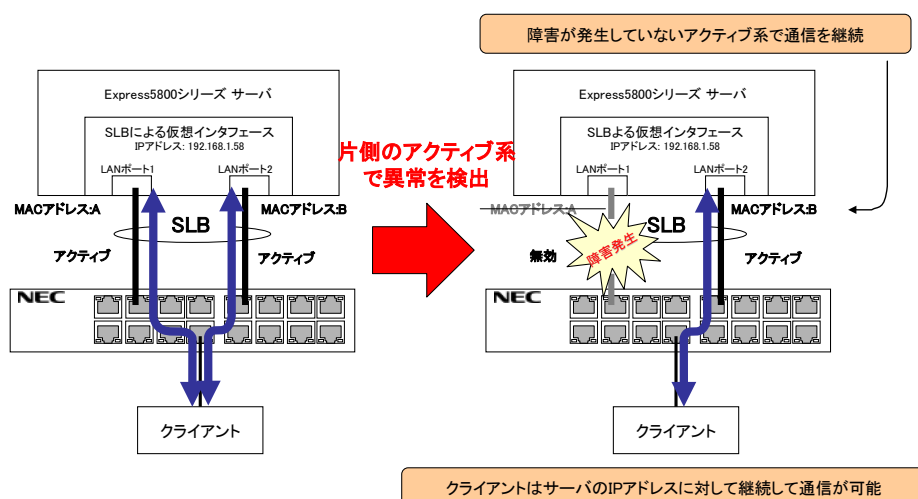 障害が発生していないアクティブ系で通信を継続
Express5800シリーズ サーバ
SLBによる仮想インタフェース
IPアドレス: 192.168.1.58
LANポート1
LANポート2
MACアドレス:A
MACアドレス:B
SLB
アクティブ
アクティブ
NEC
クライアント
片側のアクティブ系
で異常を検出
Express5800シリーズ サーバ
SLBよる仮想インタフェース
IPアドレス: 192.168.1.58
LANポート1
LANポート2
MACアドレス:A
MACアドレス:B
SLB
無効
障害発生
アクティブ
NEC
クライアント
クライアントはサーバのIPアドレスに対して継続して通信が可能